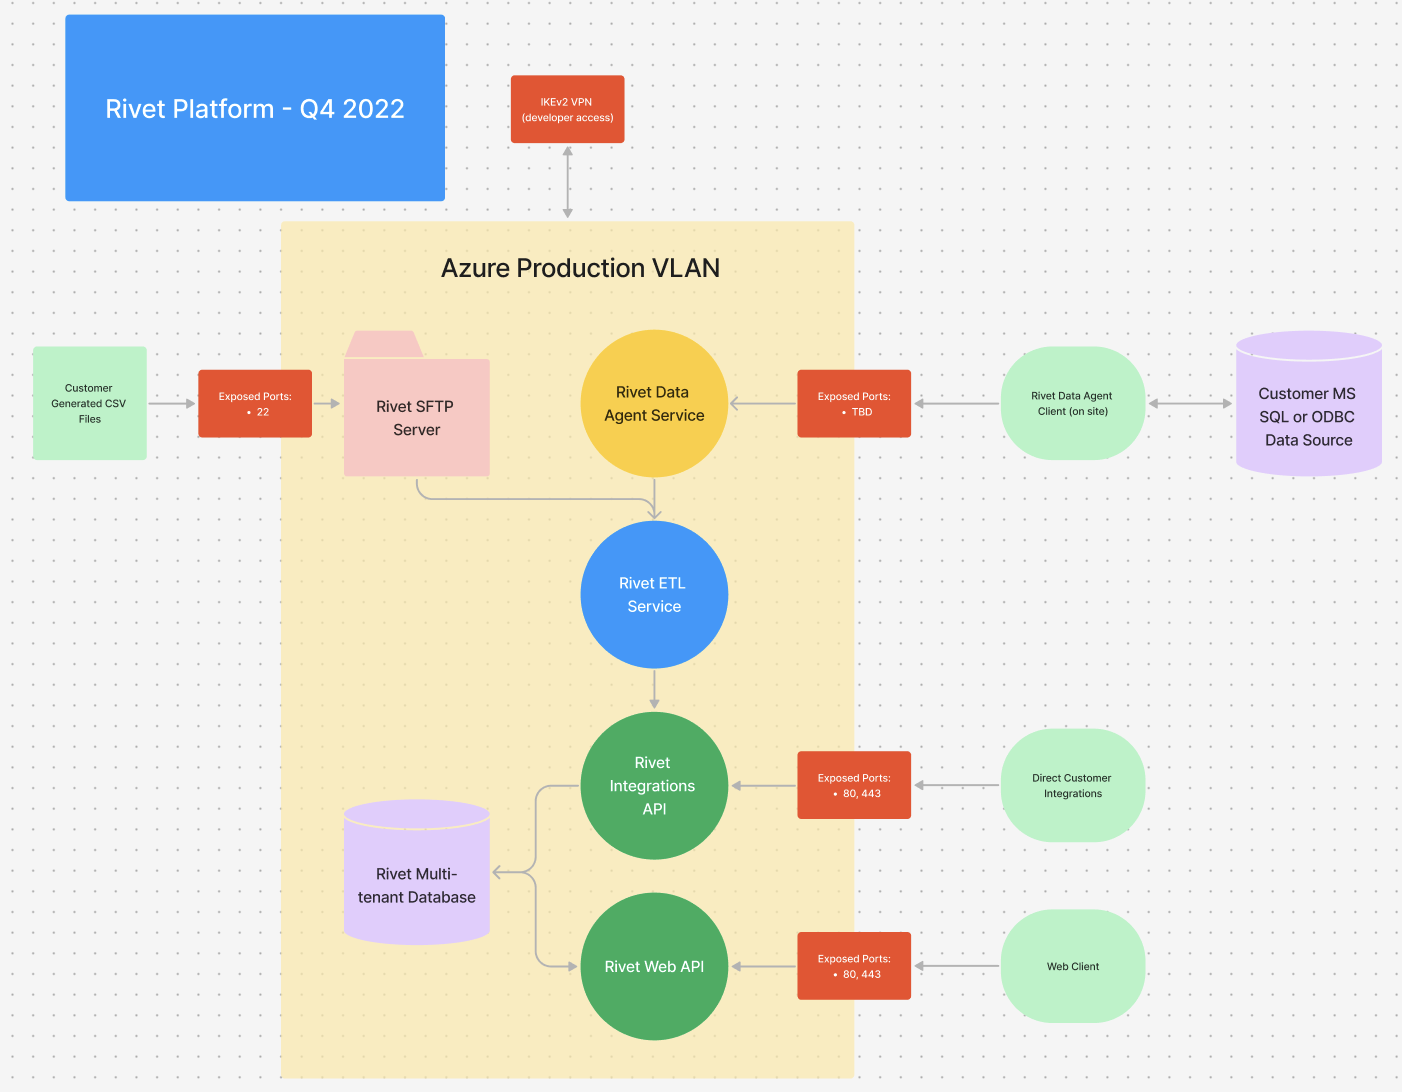 Rivet Platform - Q4 2022
IKEv2 VPN
(developer access)
Azure Production VLAN
Customer
Generated CSV
Files
Exposed Ports:
• 22
Rivet SFTP
Server
Rivet Data
Agent Service
Exposed Ports:
• TBD
Rivet Data Agent
Client (on site)
Customer MS
SQL or ODBC
Data Source
Rivet ETL
Service
Rivet
Integrations
API
Exposed Ports:
• 80, 443
Direct Customer
Integrations
Rivet Multi-
tenant Database
Rivet Web API
Exposed Ports:
• 80, 443
Web Client